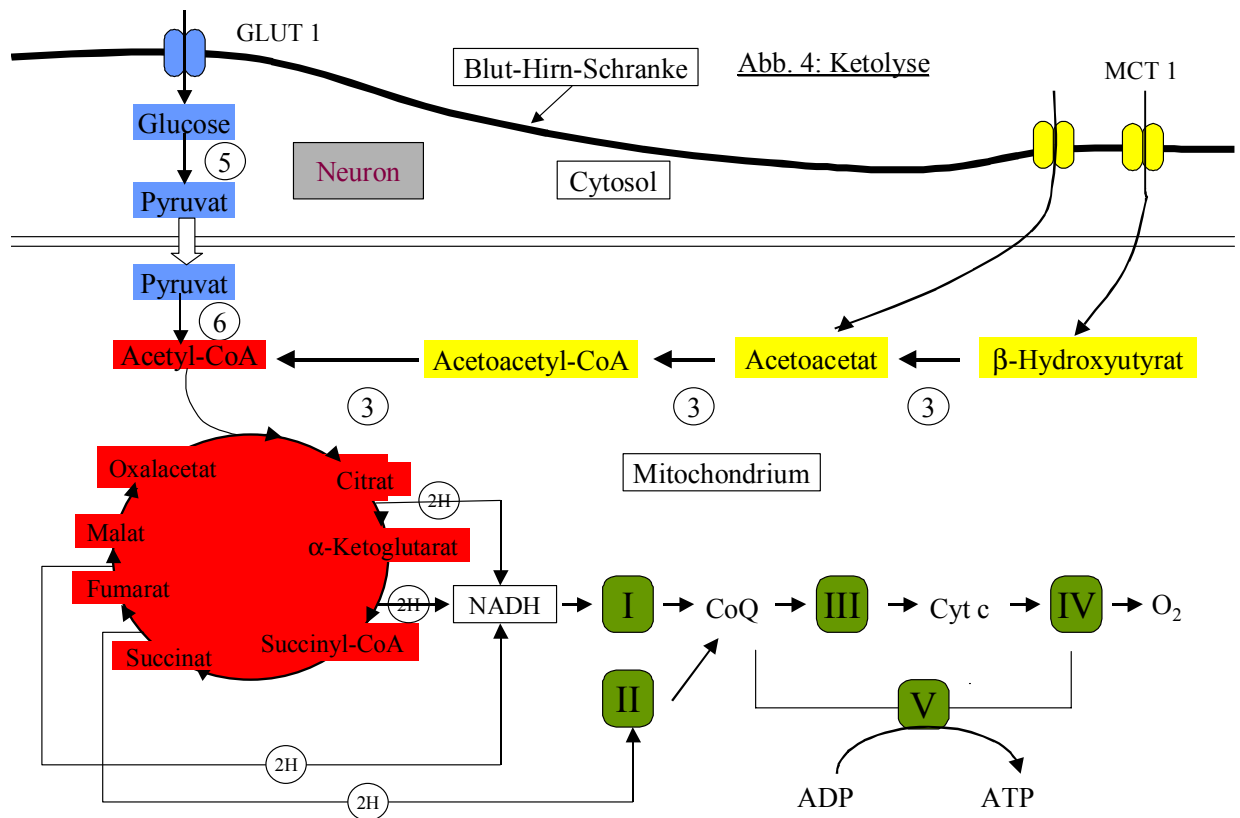 GLUT 1
Blut-Hirn-Schranke
Abb. 4: Ketolyse
MCT 1
Glucose
5
Neuron
Cytosol
Pyruvat
Pyruvat
6
Acetyl-CoA
Acetoacetyl-CoA
Acetoacetat
β-Hydroxyutyrat
3
3
3
Oxalacetat
Citrat
Mitochondrium
2H
Malat
α-Ketoglutarat
Fumarat
2H
NADH
I
CoQ
III
Cyt c
IV
O2
Succinyl-CoA
Succinat
II
V
2H
2H
ADP
ATP